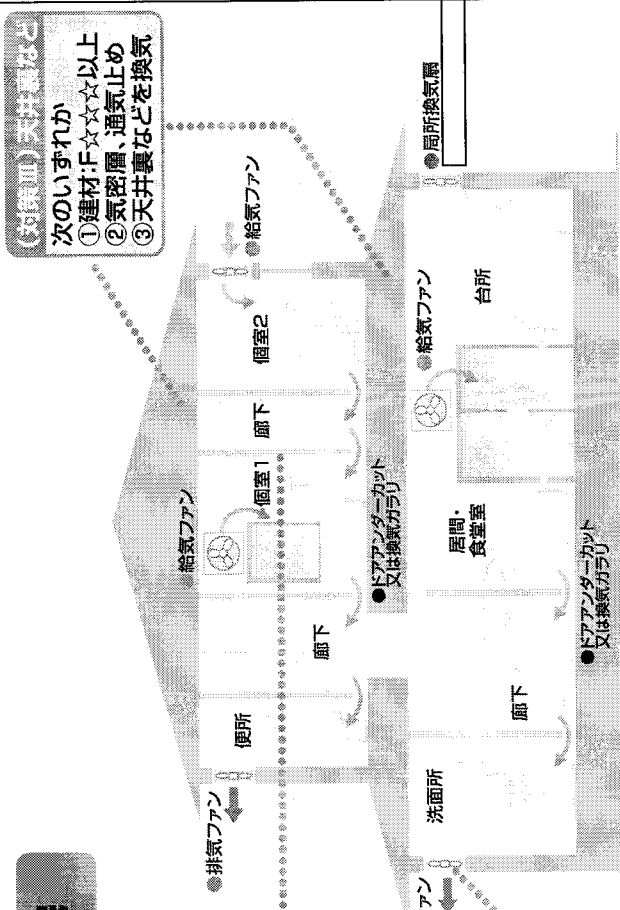 (対策Ⅲ)天井裏など
次のいずれか
①建材:F☆☆☆以上
②気密層、通気止め
③天井裏などを換気
●給気ファン
●給気ファン
個室2
廊下
個室1
廊下
便所
●排気ファン
●ドアアンダーカット
又は換気ガラリ
●局所換気扇
●給気ファン
台所
居間・
食堂室
廊下
洗面所
●ドアアンダーカット
又は換気ガラリ
ァン